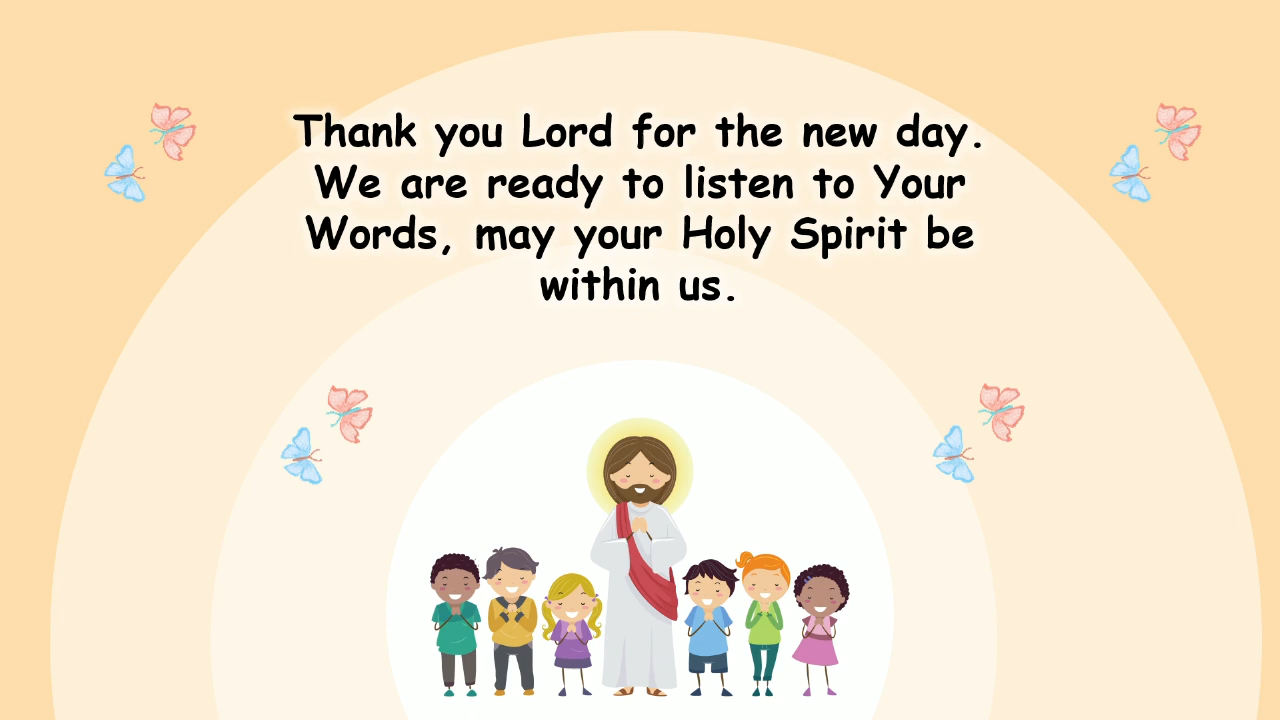 Thank you Lord for the new day.
We are ready to listen to Your
Words, may your Holy Spirit be
within us.